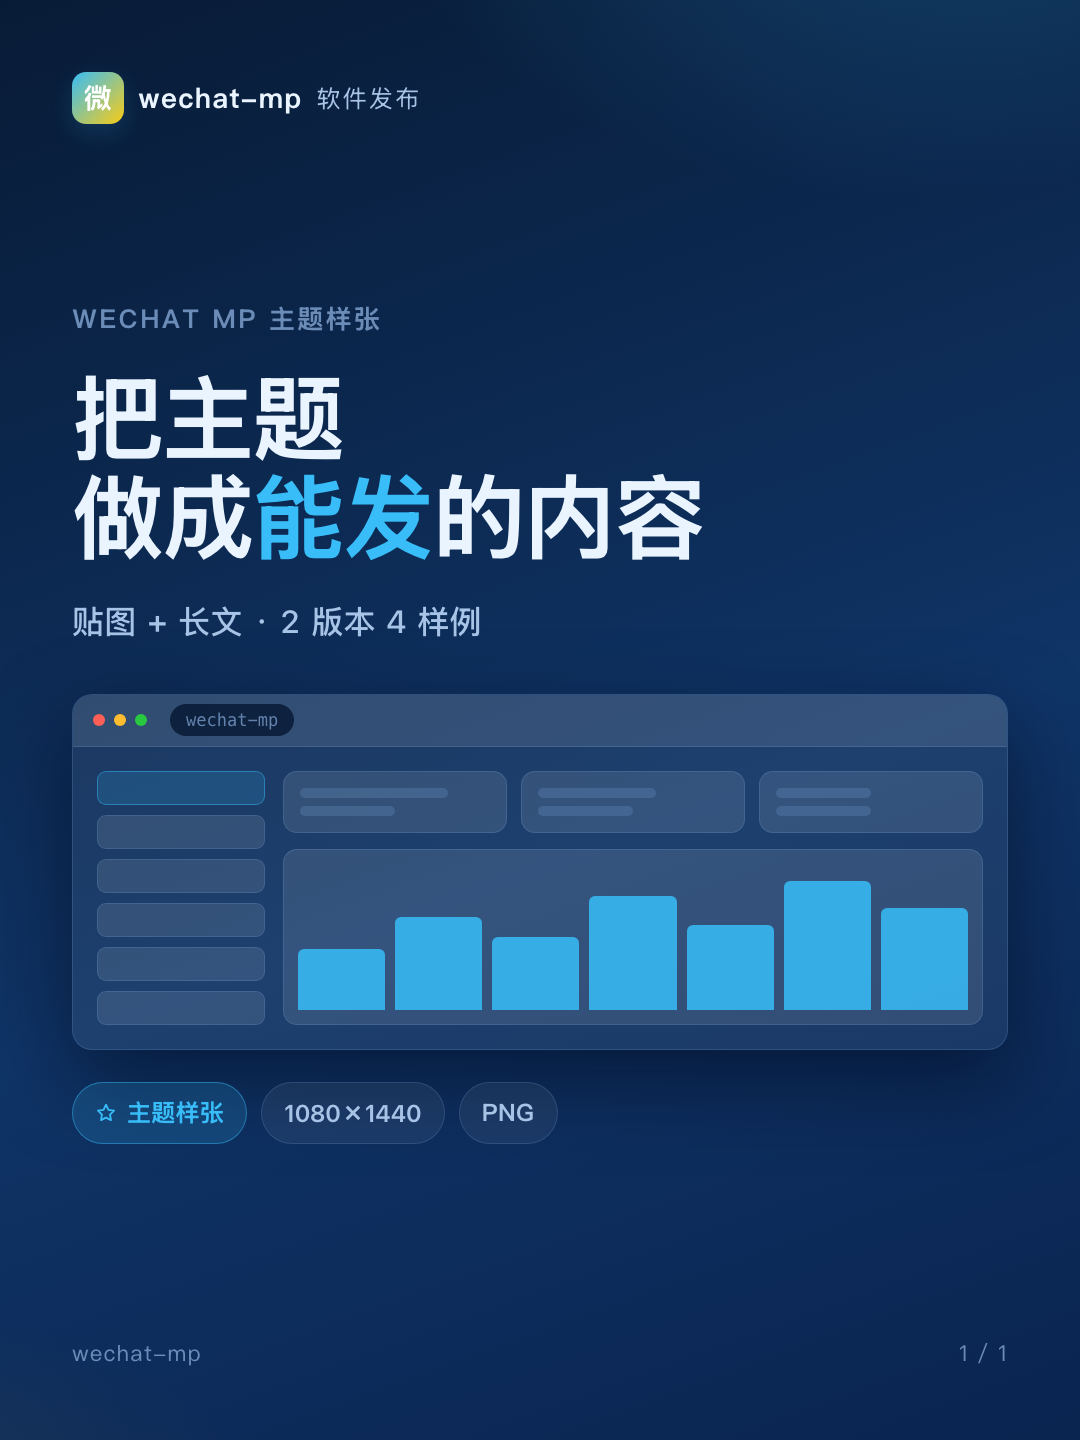 微 wechat-mp 软件发布
WECHAT MP 主题样张
把主题
做成能发的内容
贴图 + 长文 · 2 版本 4 样例
wechat-mp
主题样张 1080×1440 PNG
wechat-mp 1 / 1